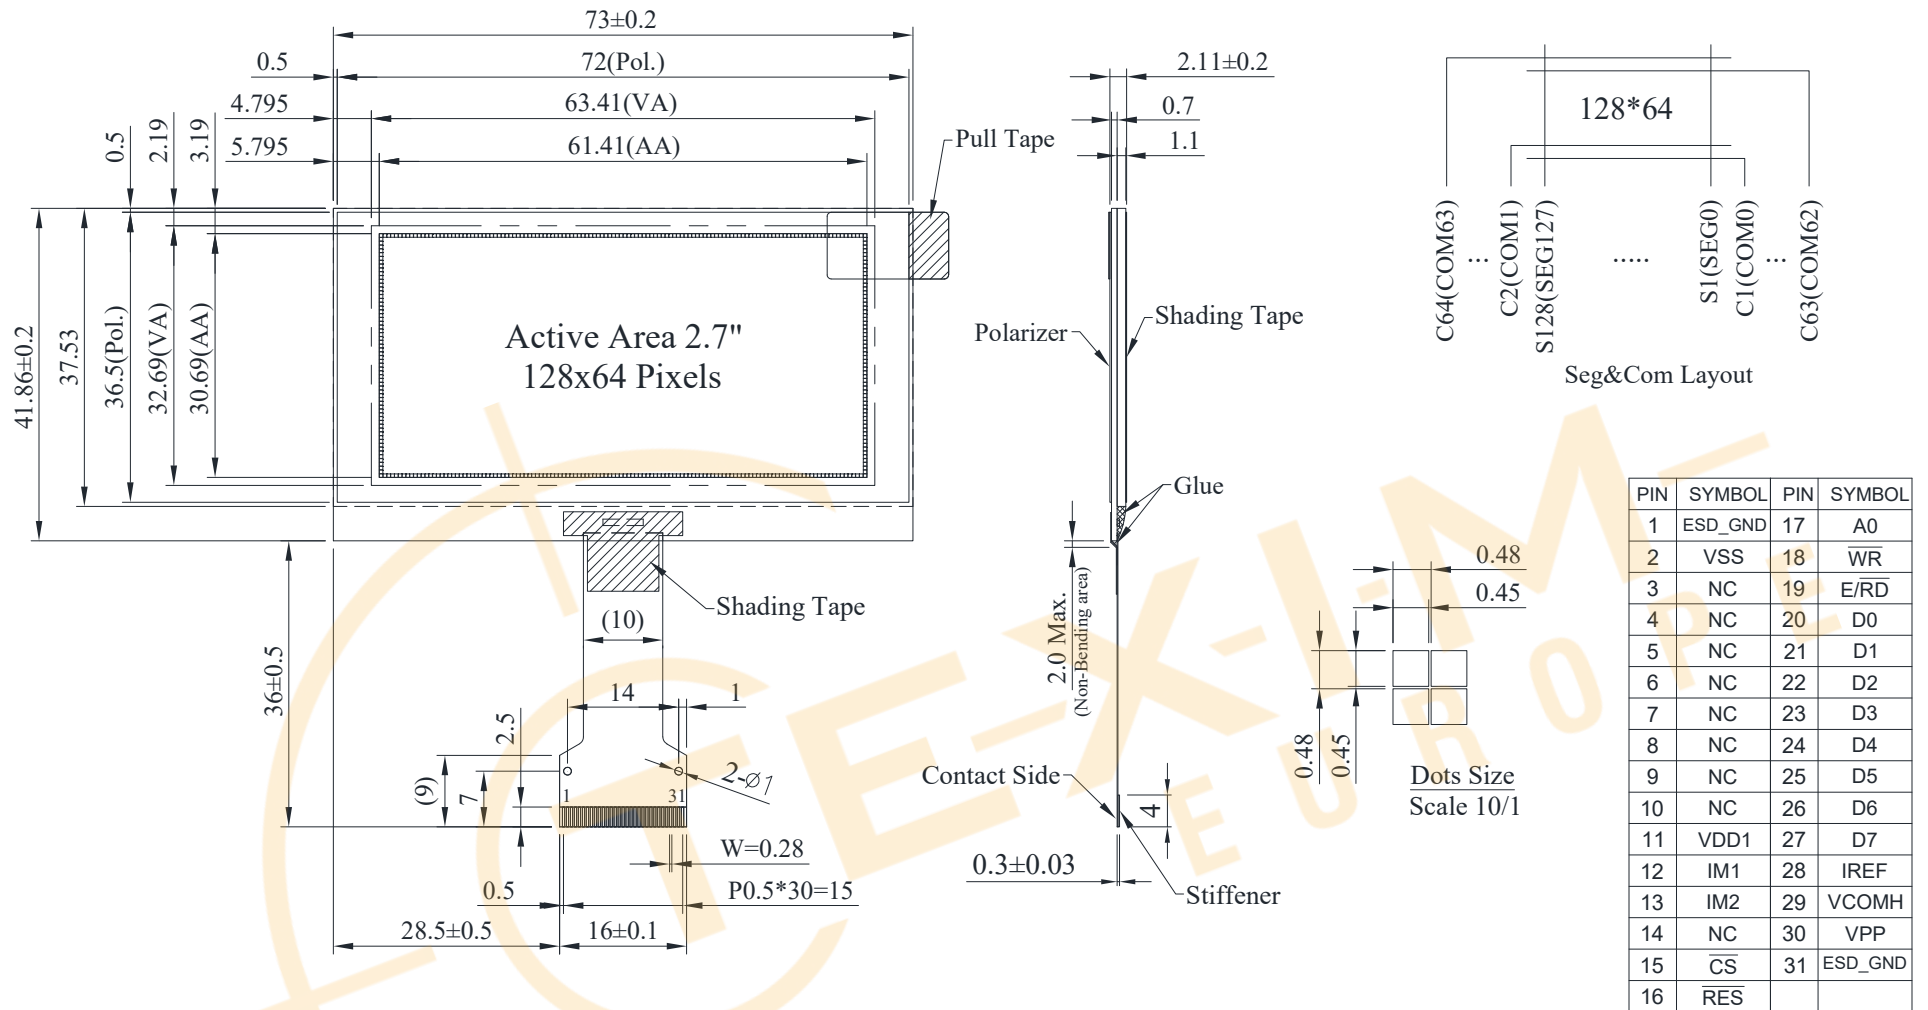 73±0.2
0.5
72(Pol.)
4.795
63.41(VA)
5.795
61.41(AA)
0.5
2.19
3.19
Pull Tape
41.86±0.2
37.53
36.5(Pol.)
32.69(VA)
30.69(AA)
Active Area 2.7"
128x64 Pixels
Shading Tape
(10)
36±0.5
14
1
2.5
(9)
7
2-⌀1
1
31
W=0.28
0.5
P0.5*30=15
28.5±0.5
16±0.1
2.11±0.2
0.7
1.1
Polarizer
Shading Tape
Glue
2.0 Max.
(Non-Bending area)
Contact Side
4
0.3±0.03
Stiffener
128*64
C64(COM63)
...
C2(COM1)
S128(SEG127)
.....
S1(SEG0)
C1(COM0)
...
C63(COM62)
Seg&Com Layout
0.48
0.45
0.48
0.45
Dots Size
Scale 10/1
PIN SYMBOL PIN SYMBOL
1 ESD_GND 17 A0
2 VSS 18 W̅R̅
3 NC 19 E/R̅D̅
4 NC 20 D0
5 NC 21 D1
6 NC 22 D2
7 NC 23 D3
8 NC 24 D4
9 NC 25 D5
10 NC 26 D6
11 VDD1 27 D7
12 IM1 28 IREF
13 IM2 29 VCOMH
14 NC 30 VPP
15 C̅S̅ 31 ESD_GND
16 R̅E̅S̅
TEXIM
EUROPE